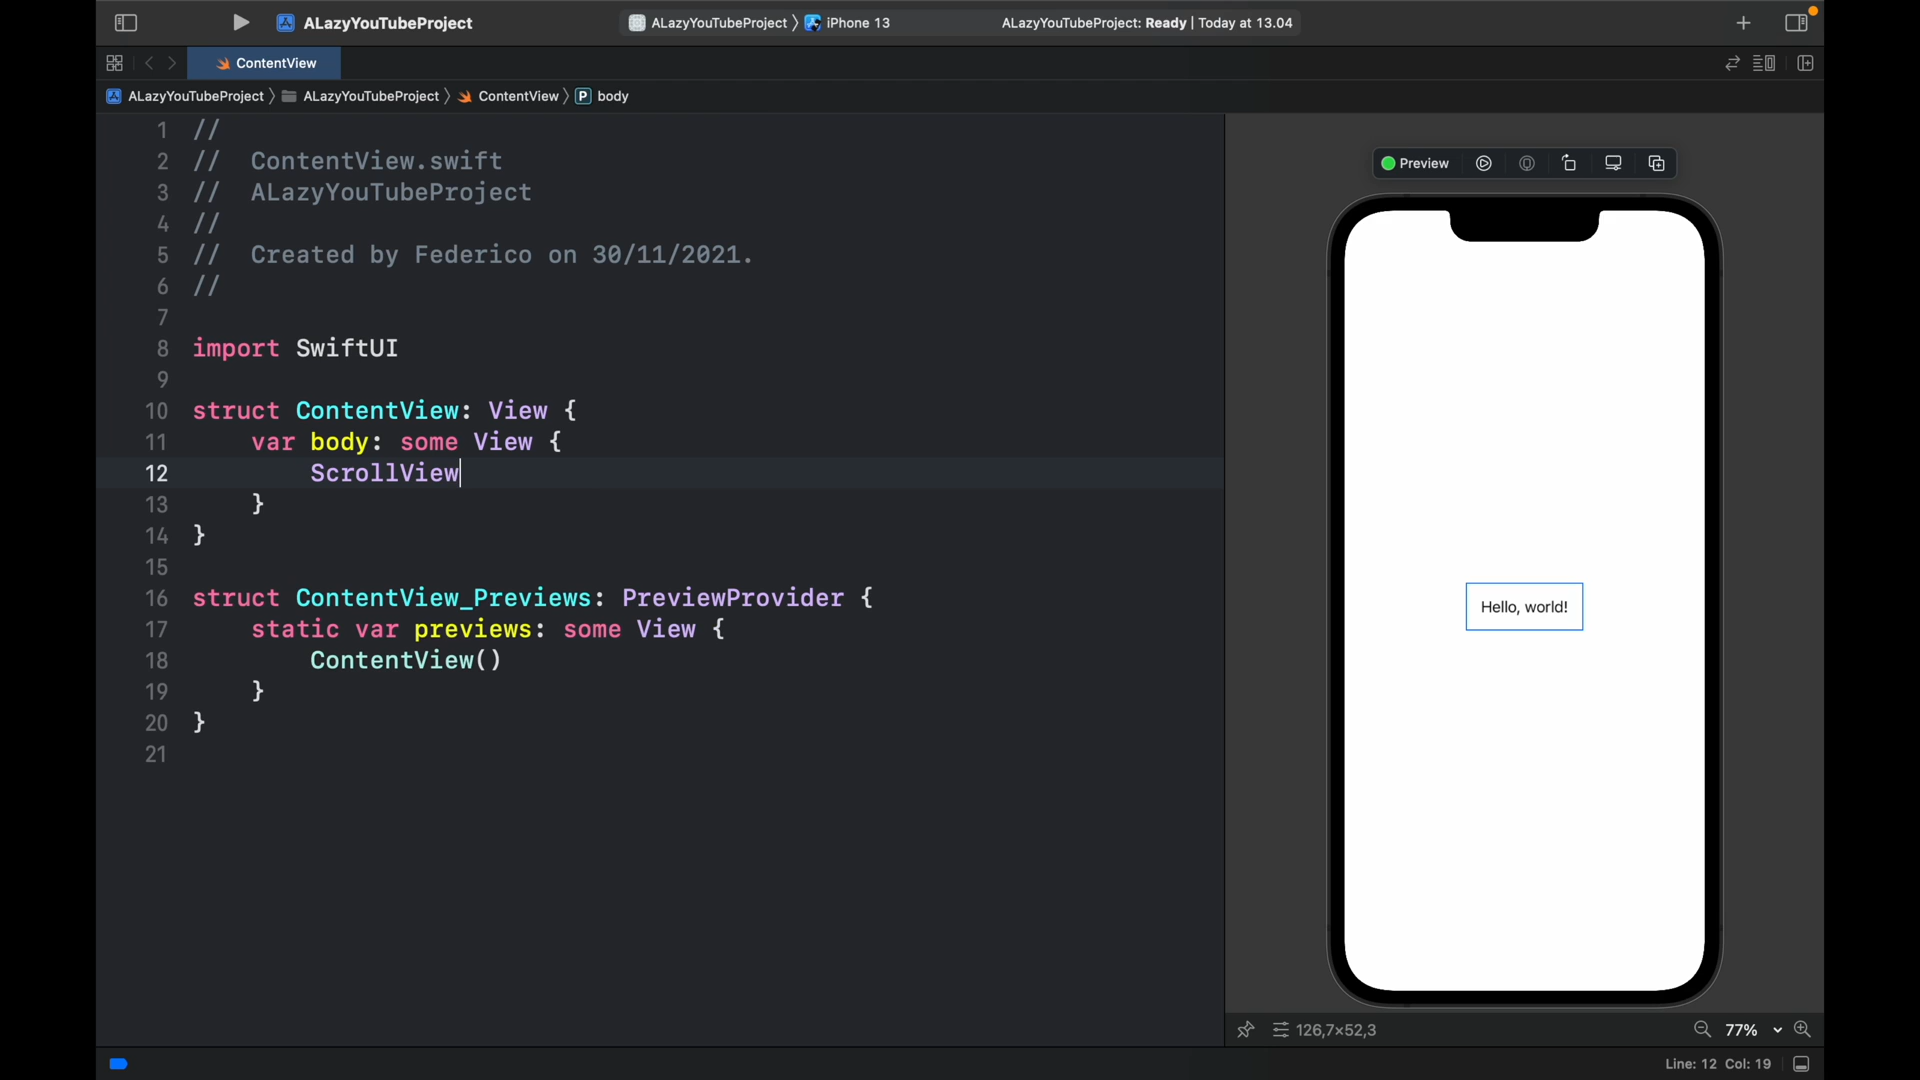 ALazyYouTubeProject
ALazyYouTubeProject 〉 iPhone 13
ALazyYouTubeProject: Ready | Today at 13.04
ContentView
ALazyYouTubeProject 〉 ALazyYouTubeProject 〉 ContentView 〉 P body
1 //
2 //  ContentView.swift
3 //  ALazyYouTubeProject
4 //
5 //  Created by Federico on 30/11/2021.
6 //
7
8 import SwiftUI
9
10 struct ContentView: View {
11     var body: some View {
12         ScrollView
13     }
14 }
15
16 struct ContentView_Previews: PreviewProvider {
17     static var previews: some View {
18         ContentView()
19     }
20 }
21
Preview
Hello, world!
126,7×52,3
77%
Line: 12 Col: 19